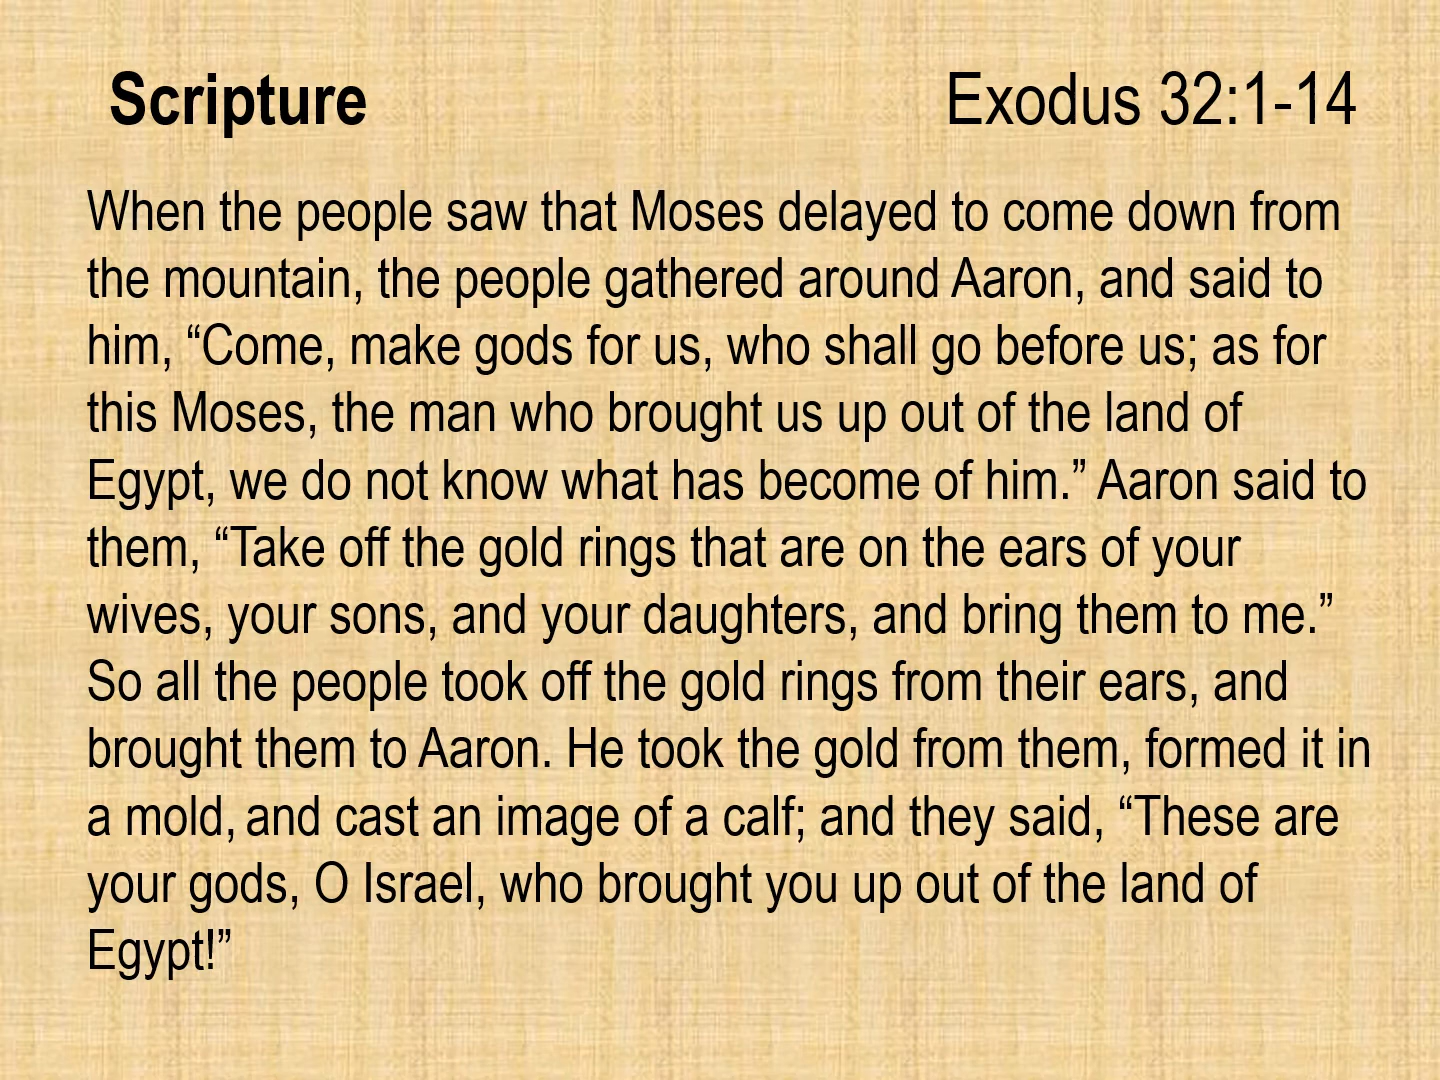 Scripture Exodus 32:1-14
When the people saw that Moses delayed to come down from
the mountain, the people gathered around Aaron, and said to
him, “Come, make gods for us, who shall go before us; as for
this Moses, the man who brought us up out of the land of
Egypt, we do not know what has become of him.” Aaron said to
them, “Take off the gold rings that are on the ears of your
wives, your sons, and your daughters, and bring them to me.”
So all the people took off the gold rings from their ears, and
brought them to Aaron. He took the gold from them, formed it in
a mold, and cast an image of a calf; and they said, “These are
your gods, O Israel, who brought you up out of the land of
Egypt!”